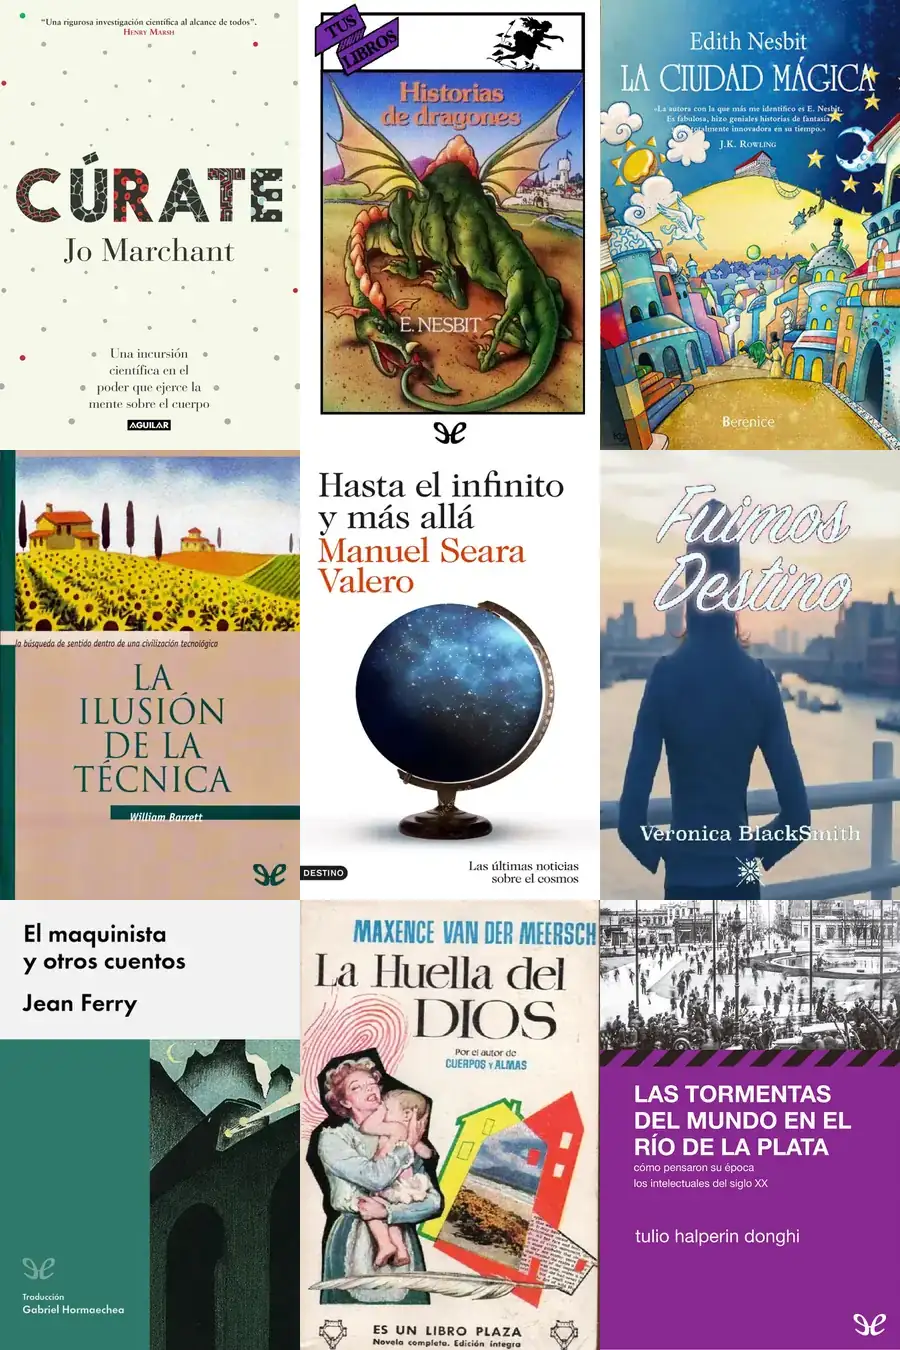 “Una rigurosa investigación científica al alcance de todos”.
HENRY MARSH
CÚRATE
Jo Marchant
Una incursión
científica en el
poder que ejerce la
mente sobre el cuerpo
AGUILAR
TUS
LIBROS
Historias
de dragones
E. NESBIT
Edith Nesbit
LA CIUDAD MÁGICA
«La autora con la que más me identifico es E. Nesbit.
Es fabulosa, hizo geniales historias de fantasía
totalmente innovadora en su tiempo.»
J.K. ROWLING
Berenice
la búsqueda de sentido dentro de una civilización tecnológica
LA
ILUSIÓN
DE LA
TÉCNICA
William Barrett
Hasta el infinito
y más allá
Manuel Seara
Valero
DESTINO
Las últimas noticias
sobre el cosmos
Fuimos
Destino
Veronica BlackSmith
El maquinista
y otros cuentos
Jean Ferry
Traducción
Gabriel Hormaechea
MAXENCE VAN DER MEERSCH
La Huella del
DIOS
Por el autor de
CUERPOS Y ALMAS
ES UN LIBRO PLAZA
Novela completa. Edición íntegra
LAS TORMENTAS
DEL MUNDO EN EL
RÍO DE LA PLATA
cómo pensaron su época
los intelectuales del siglo XX
tulio halperin donghi